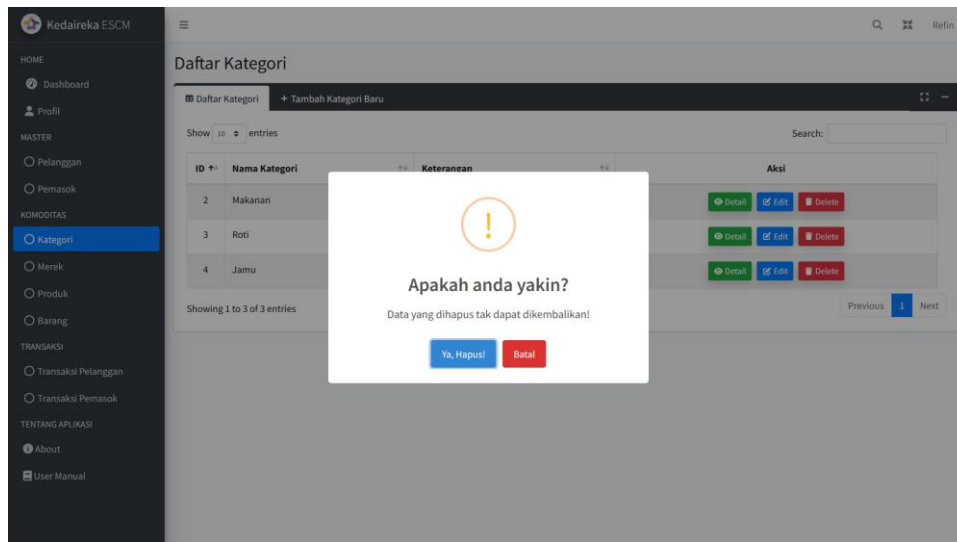 Kedaireka ESCM
Refin
HOME
Dashboard
Profil
MASTER
Pelanggan
Pemasok
KOMODITAS
Kategori
Merek
Produk
Barang
TRANSAKSI
Transaksi Pelanggan
Transaksi Pemasok
TENTANG APLIKASI
About
User Manual
Daftar Kategori
Daftar Kategori + Tambah Kategori Baru
Show 10 entries Search:
ID Nama Kategori Keterangan Aksi
2 Makanan Detail Edit Delete
3 Roti Detail Edit Delete
4 Jamu Detail Edit Delete
Showing 1 to 3 of 3 entries Previous 1 Next
!
Apakah anda yakin?
Data yang dihapus tak dapat dikembalikan!
Ya, Hapus! Batal